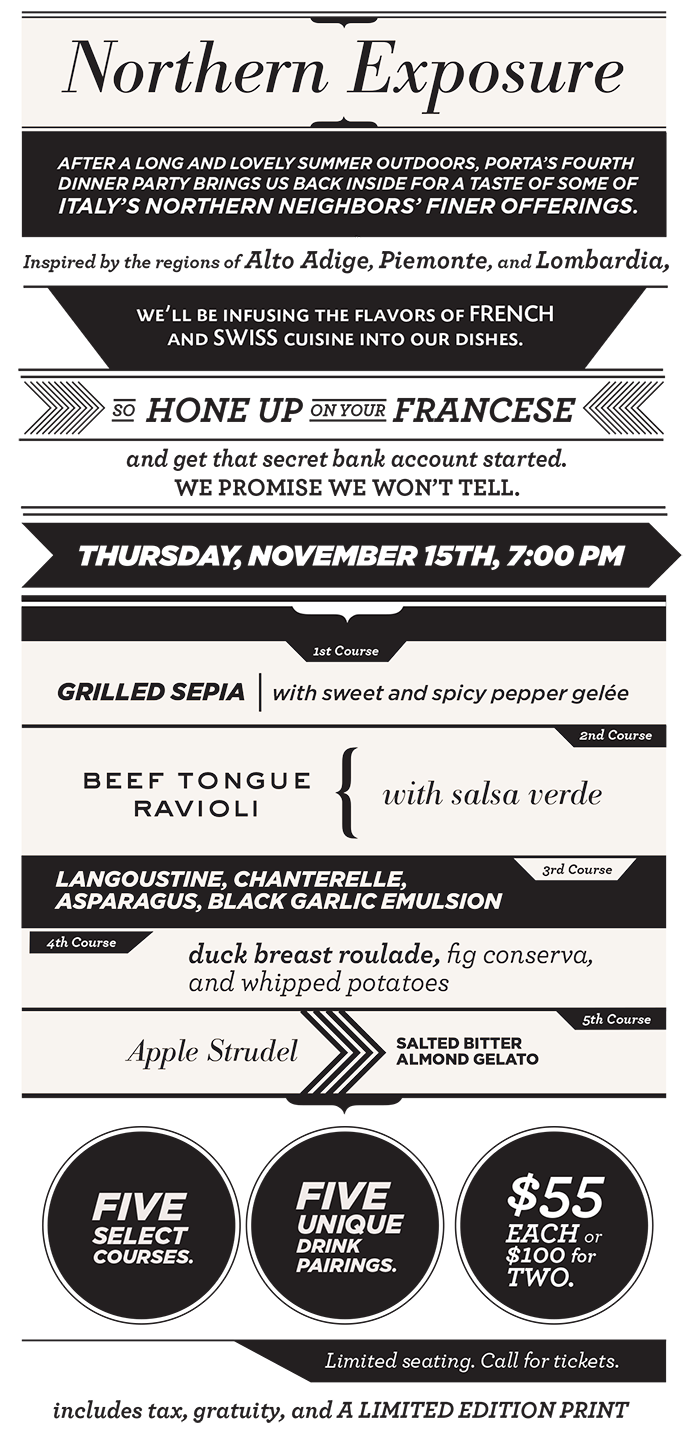 Northern Exposure
AFTER A LONG AND LOVELY SUMMER OUTDOORS, PORTA'S FOURTH
DINNER PARTY BRINGS US BACK INSIDE FOR A TASTE OF SOME OF
ITALY'S NORTHERN NEIGHBORS' FINER OFFERINGS.
Inspired by the regions of Alto Adige, Piemonte, and Lombardia,
WE'LL BE INFUSING THE FLAVORS OF FRENCH
AND SWISS CUISINE INTO OUR DISHES.
SO HONE UP ON YOUR FRANCESE
and get that secret bank account started.
WE PROMISE WE WON'T TELL.
THURSDAY, NOVEMBER 15TH, 7:00 PM
1st Course
GRILLED SEPIA with sweet and spicy pepper gelée
2nd Course
BEEF TONGUE
RAVIOLI
{ with salsa verde
3rd Course
LANGOUSTINE, CHANTERELLE,
ASPARAGUS, BLACK GARLIC EMULSION
4th Course
duck breast roulade, fig conserva,
and whipped potatoes
5th Course
Apple Strudel
SALTED BITTER
ALMOND GELATO
FIVE
SELECT
COURSES.
FIVE
UNIQUE
DRINK
PAIRINGS.
$55
EACH or
$100 for
TWO.
Limited seating. Call for tickets.
includes tax, gratuity, and A LIMITED EDITION PRINT